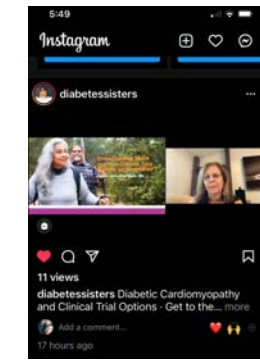 5:49
Instagram
diabetessisters
11 views
diabetessisters Diabetic Cardiomyopathy
and Clinical Trial Options - Get to the... more
Add a comment...
17 hours ago